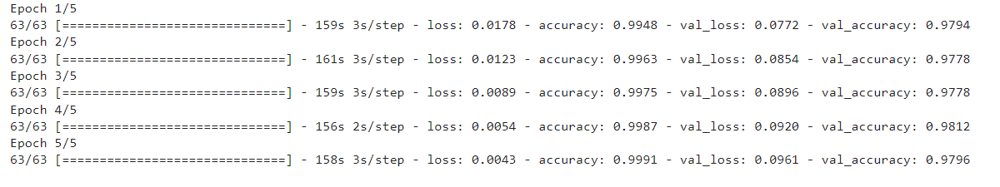 Epoch 1/5
63/63 [==============================] - 159s 3s/step - loss: 0.0178 - accuracy: 0.9948 - val_loss: 0.0772 - val_accuracy: 0.9794
Epoch 2/5
63/63 [==============================] - 161s 3s/step - loss: 0.0123 - accuracy: 0.9963 - val_loss: 0.0854 - val_accuracy: 0.9778
Epoch 3/5
63/63 [==============================] - 159s 3s/step - loss: 0.0089 - accuracy: 0.9975 - val_loss: 0.0896 - val_accuracy: 0.9778
Epoch 4/5
63/63 [==============================] - 156s 2s/step - loss: 0.0054 - accuracy: 0.9987 - val_loss: 0.0920 - val_accuracy: 0.9812
Epoch 5/5
63/63 [==============================] - 158s 3s/step - loss: 0.0043 - accuracy: 0.9991 - val_loss: 0.0961 - val_accuracy: 0.9796